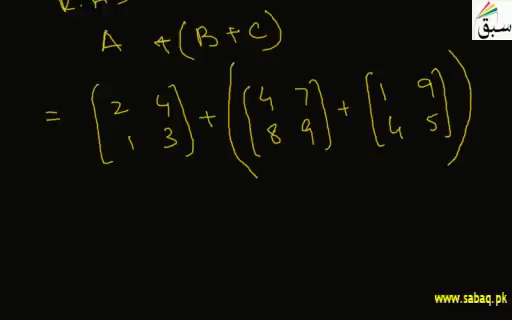 R.H.S
A + (B + C)
= [2 4 1 3] + ([4 7 8 9] + [1 9 4 5])
سبق
www.sabaq.pk